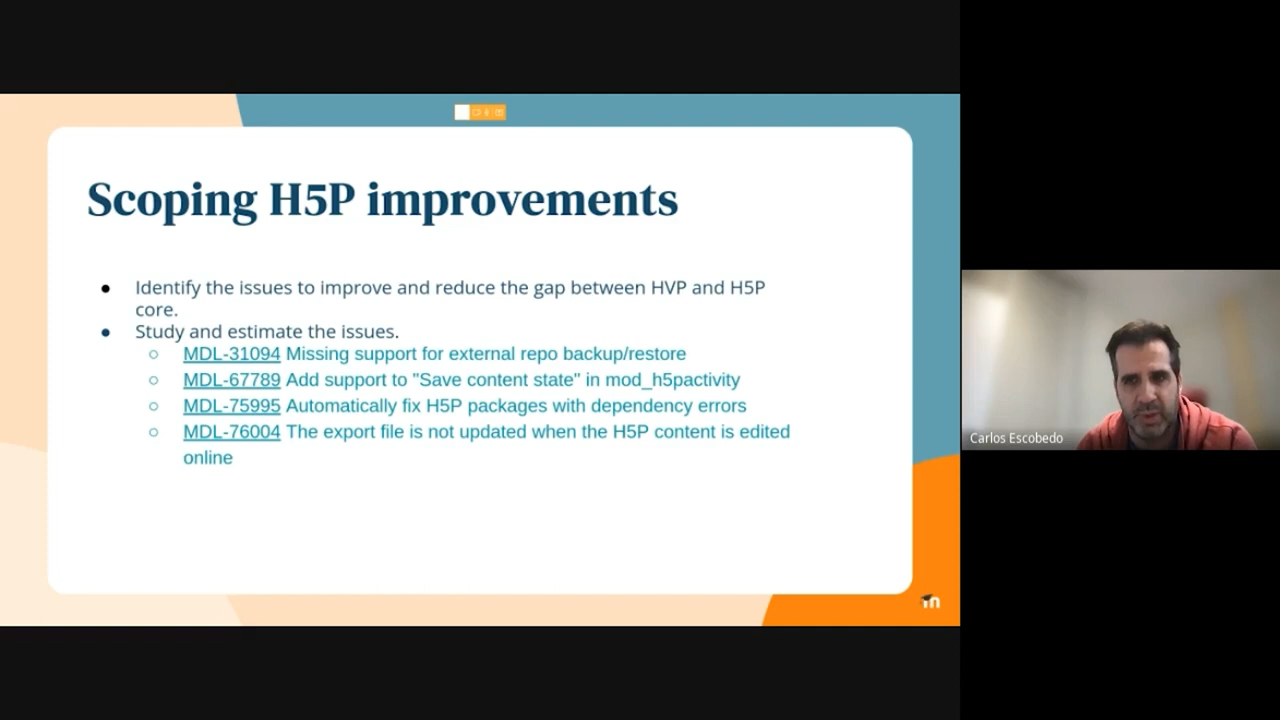 Scoping H5P improvements
● Identify the issues to improve and reduce the gap between HVP and H5P
core.
● Study and estimate the issues.
○ MDL-31094 Missing support for external repo backup/restore
○ MDL-67789 Add support to "Save content state" in mod_h5pactivity
○ MDL-75995 Automatically fix H5P packages with dependency errors
○ MDL-76004 The export file is not updated when the H5P content is edited
online
Carlos Escobedo